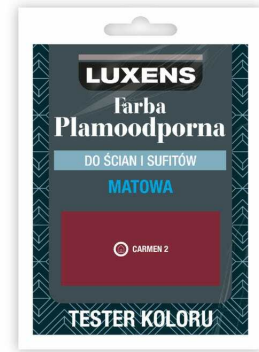 LUXENS
Farba
Plamoodporna
DO ŚCIAN I SUFITÓW
MATOWA
CARMEN 2
TESTER KOLORU